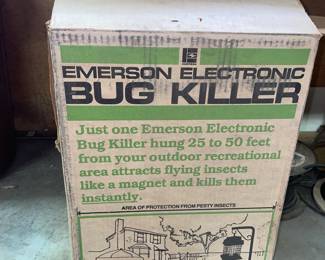 EMERSON ELECTRONIC
BUG KILLER
Just one Emerson Electronic
Bug Killer hung 25 to 50 feet
from your outdoor recreational
area attracts flying insects
like a magnet and kills them
instantly.
AREA OF PROTECTION FROM PESTY INSECTS